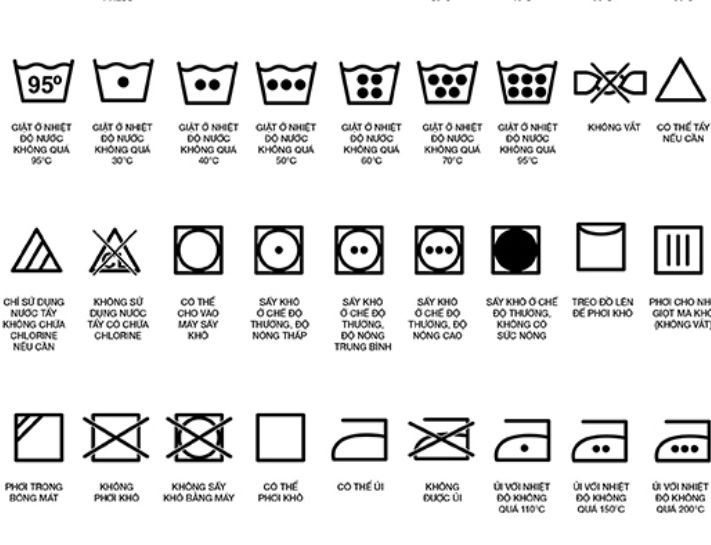 95º
GIẶT Ở NHIỆT
ĐỘ NƯỚC
KHÔNG QUÁ
95°C
GIẶT Ở NHIỆT
ĐỘ NƯỚC
KHÔNG QUÁ
30°C
GIẶT Ở NHIỆT
ĐỘ NƯỚC
KHÔNG QUÁ
40°C
GIẶT Ở NHIỆT
ĐỘ NƯỚC
KHÔNG QUÁ
50°C
GIẶT Ở NHIỆT
ĐỘ NƯỚC
KHÔNG QUÁ
60°C
GIẶT Ở NHIỆT
ĐỘ NƯỚC
KHÔNG QUÁ
70°C
GIẶT Ở NHIỆT
ĐỘ NƯỚC
KHÔNG QUÁ
95°C
KHÔNG VẮT
CÓ THỂ TẨY
NẾU CẦN
CL
CHỈ SỬ DỤNG
NƯỚC TẨY
KHÔNG CHỨA
CHLORINE
NẾU CẦN
KHÔNG SỬ
DỤNG NƯỚC
TẨY CÓ CHỨA
CHLORINE
CÓ THỂ
CHO VÀO
MÁY SẤY
KHÔ
SẤY KHÔ
Ở CHẾ ĐỘ
THƯỜNG, ĐỘ
NÓNG THẤP
SẤY KHÔ
Ở CHẾ ĐỘ
THƯỜNG,
ĐỘ NÓNG
TRUNG BÌNH
SẤY KHÔ
Ở CHẾ ĐỘ
THƯỜNG, ĐỘ
NÓNG CAO
SẤY KHÔ Ở CHẾ
ĐỘ THƯỜNG,
KHÔNG CÓ
SỨC NÓNG
TREO ĐỒ LÊN
ĐỂ PHƠI KHÔ
PHƠI CHO NH
GIỌT MÀ KHÔ
(KHÔNG VẮT)
PHƠI TRONG
BÓNG MÁT
KHÔNG
PHƠI KHÔ
KHÔNG SẤY
KHÔ BẰNG MÁY
CÓ THỂ
PHƠI KHÔ
CÓ THỂ ỦI
KHÔNG
ĐƯỢC ỦI
ỦI VỚI NHIỆT
ĐỘ KHÔNG
QUÁ 110°C
ỦI VỚI NHIỆT
ĐỘ KHÔNG
QUÁ 150°C
ỦI VỚI NHIỆT
ĐỘ KHÔNG
QUÁ 200°C